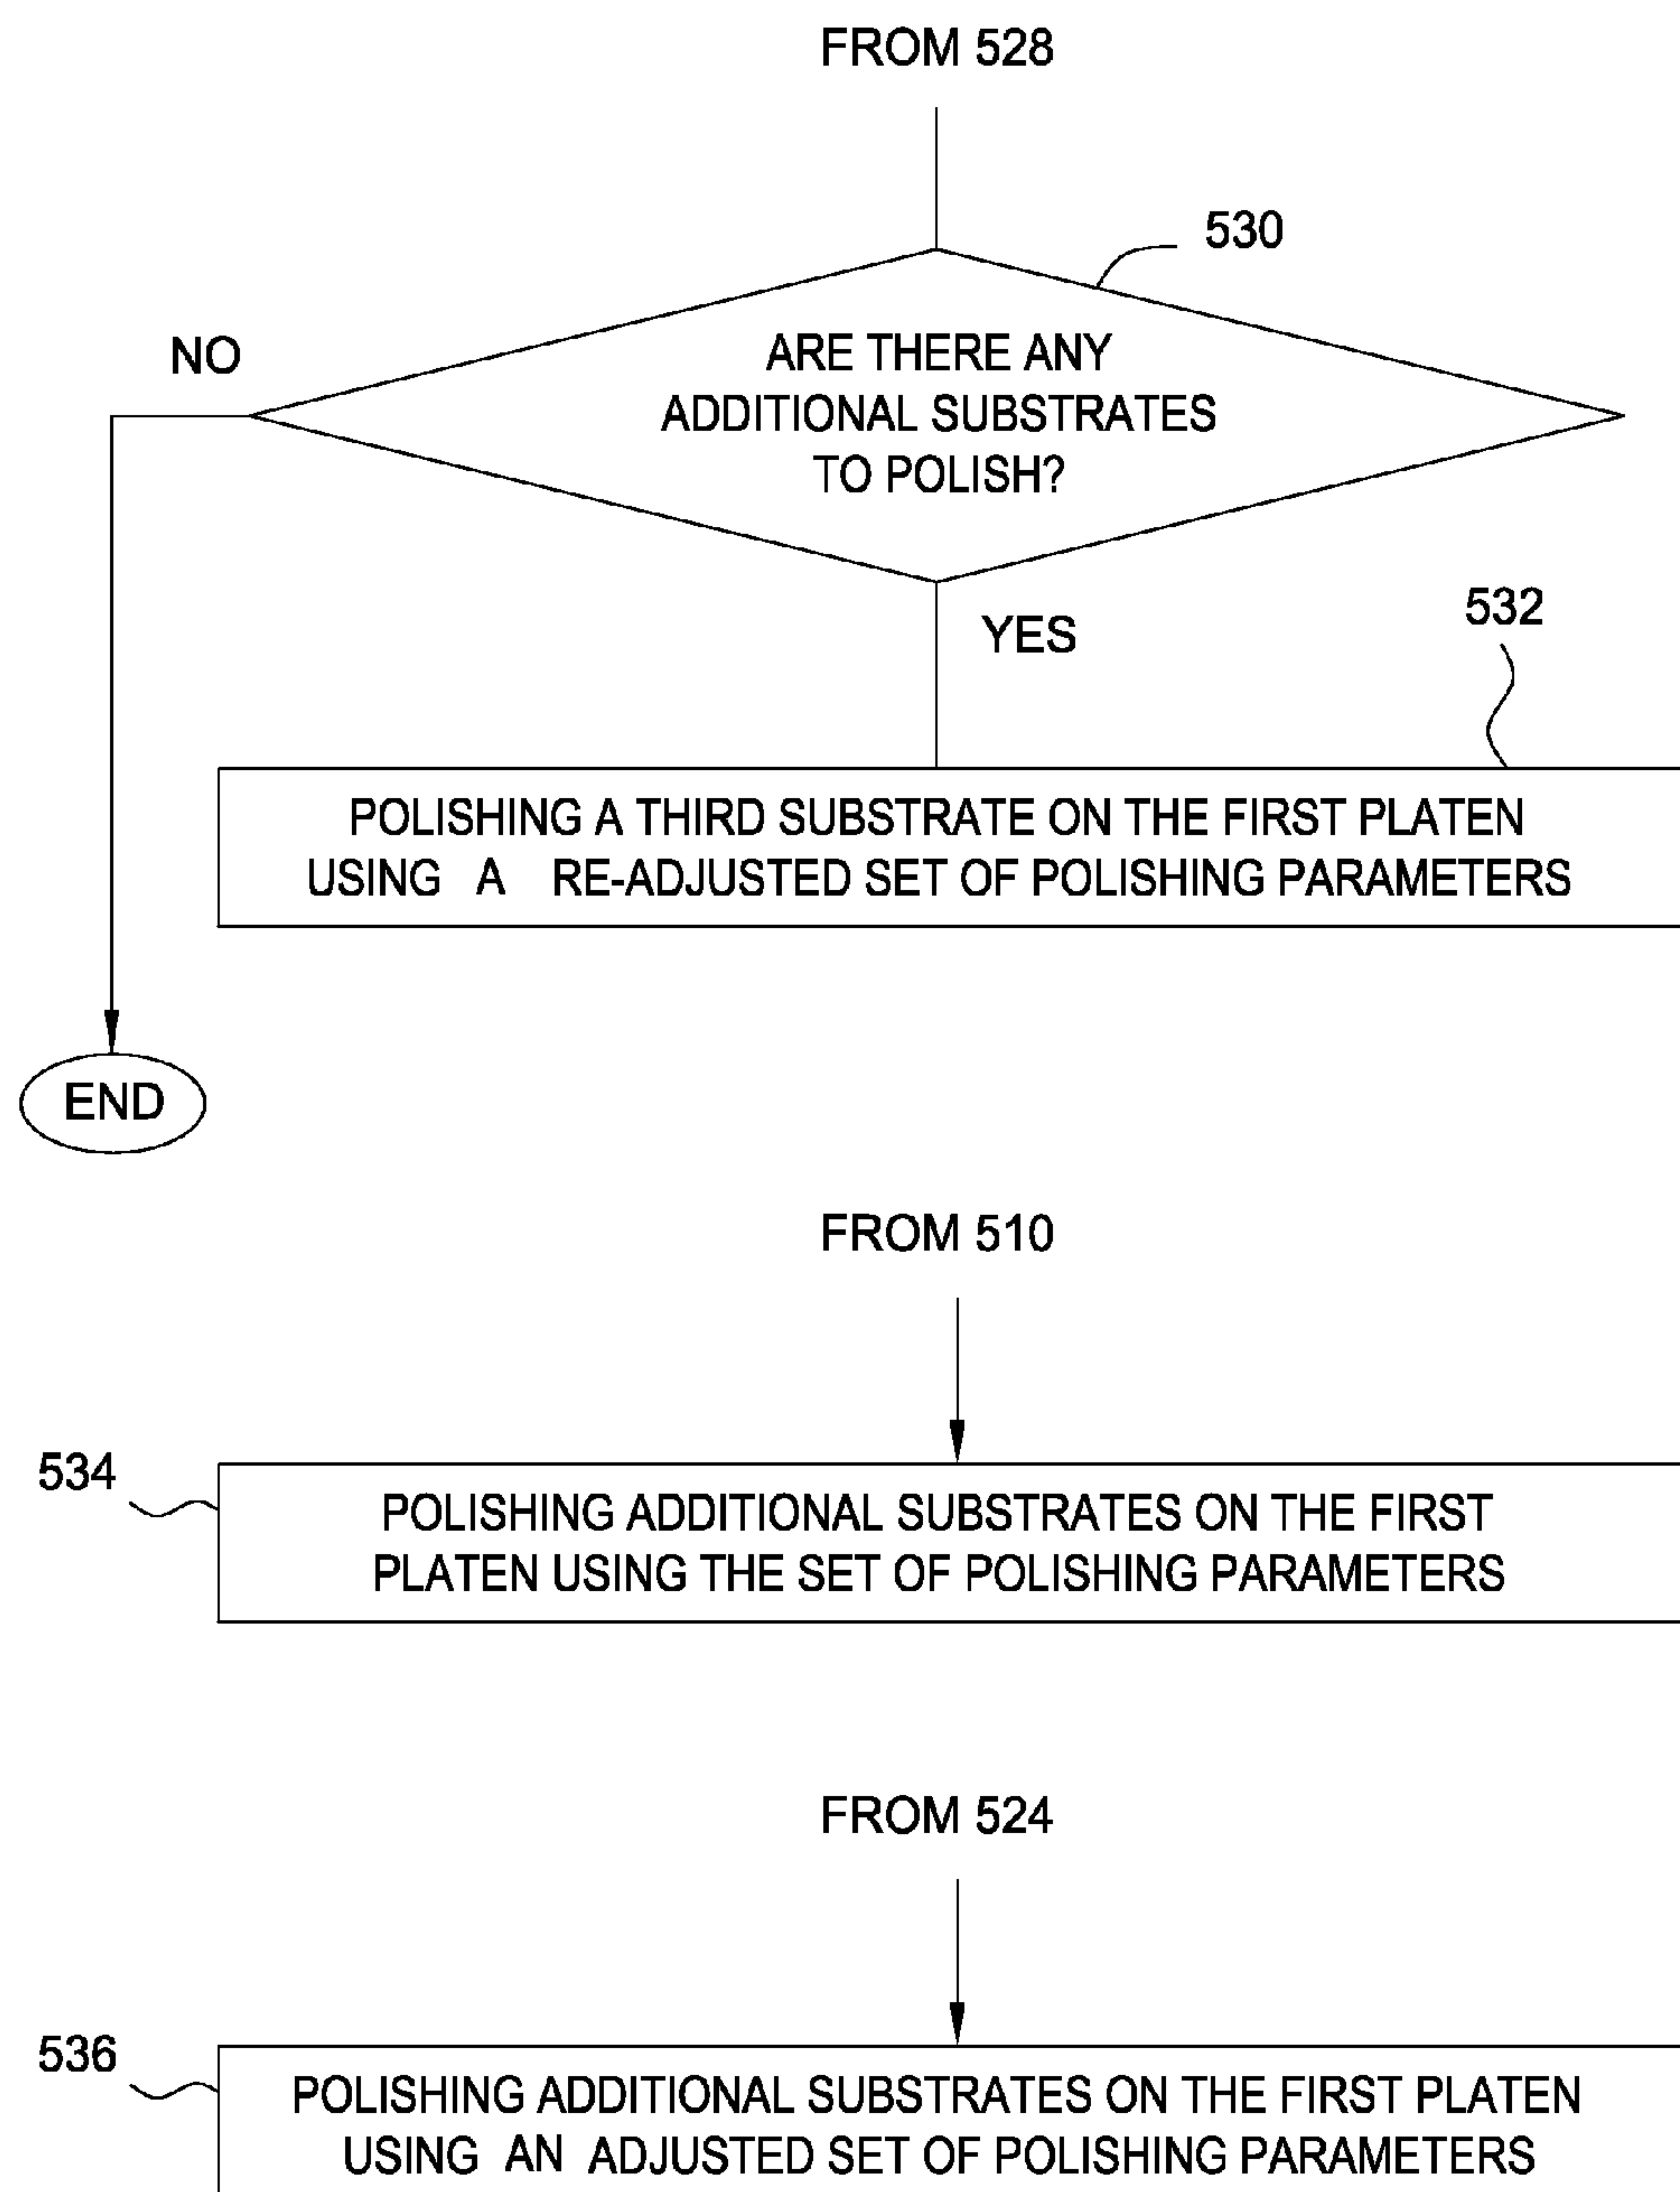 FROM 528
530
NO
ARE THERE ANY
ADDITIONAL SUBSTRATES
TO POLISH?
YES
532
POLISHING A THIRD SUBSTRATE ON THE FIRST PLATEN
USING A RE-ADJUSTED SET OF POLISHING PARAMETERS
END
FROM 510
534
POLISHING ADDITIONAL SUBSTRATES ON THE FIRST
PLATEN USING THE SET OF POLISHING PARAMETERS
FROM 524
536
POLISHING ADDITIONAL SUBSTRATES ON THE FIRST PLATEN
USING AN ADJUSTED SET OF POLISHING PARAMETERS